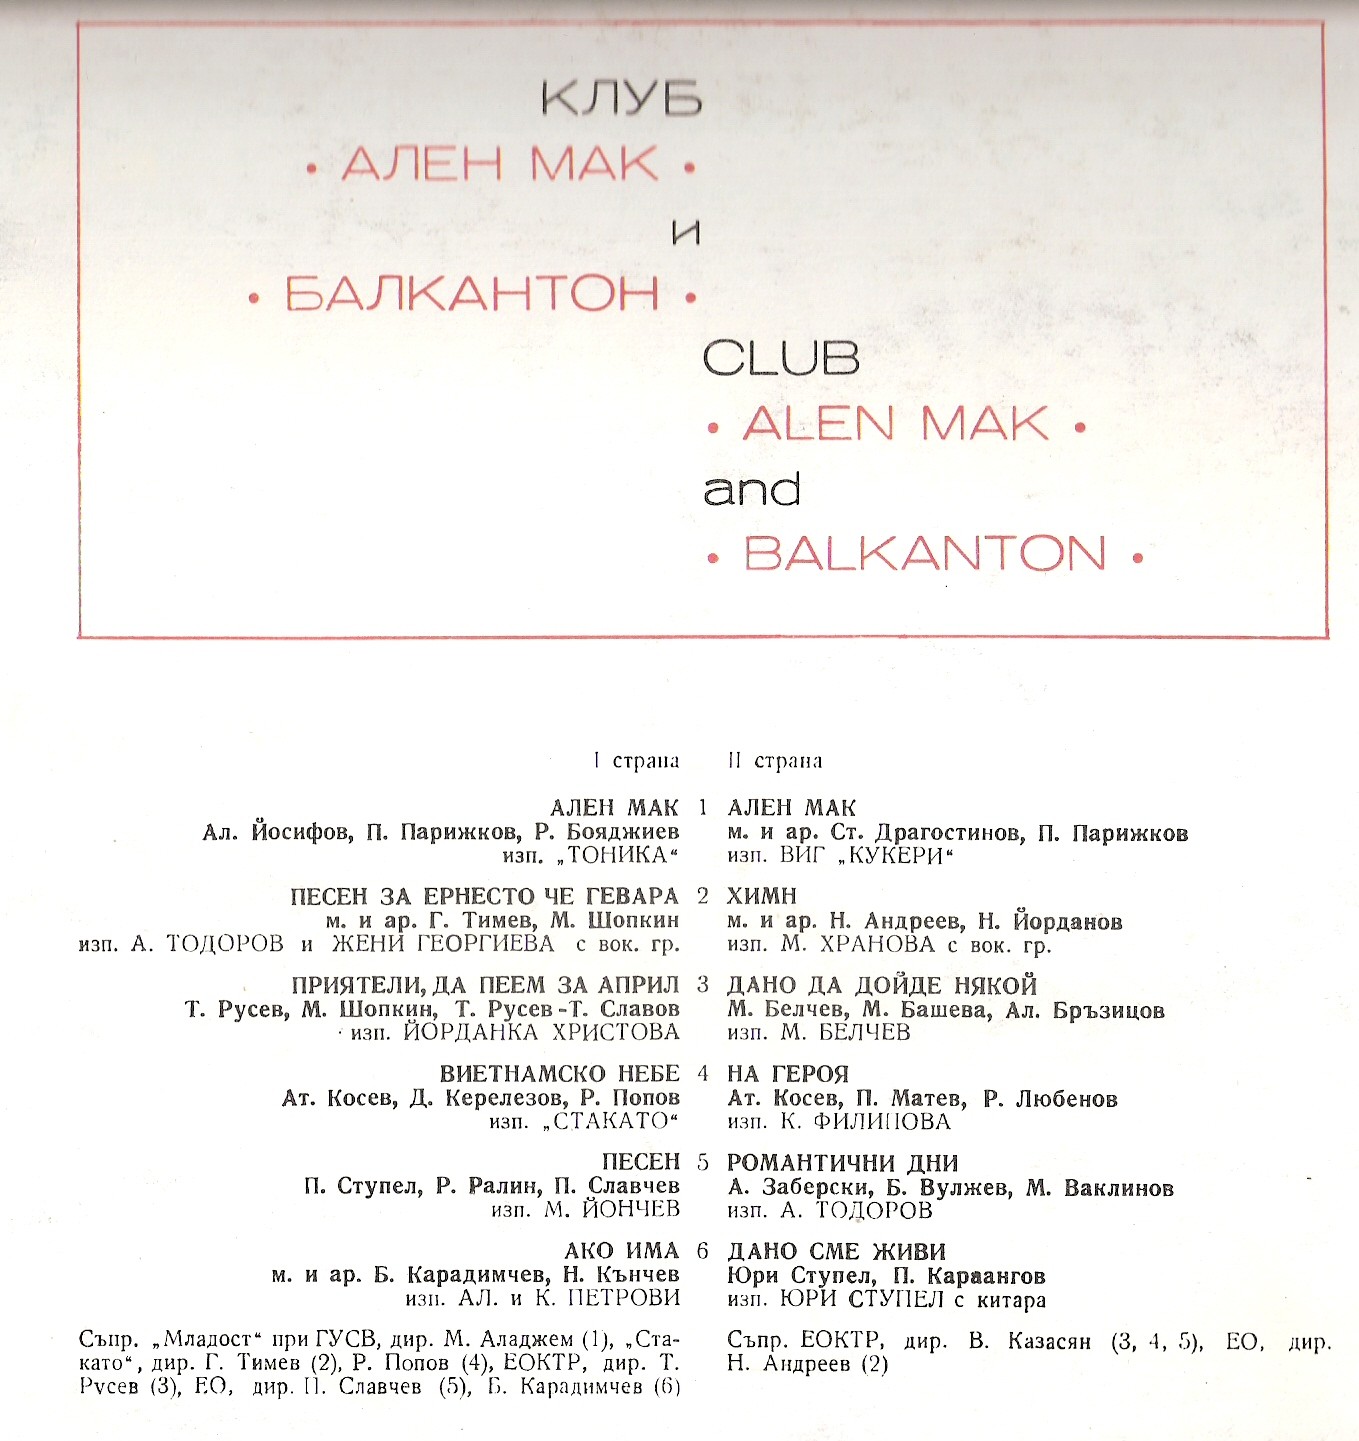 КЛУБ
• АЛЕН МАК •
и
• БАЛКАНТОН •
CLUB
• ALEN MAK •
and
• BALKANTON •
I страна
АЛЕН МАК 1
Ал. Йосифов, П. Парижков, Р. Бояджиев
изп. „ТОНИКА“
ПЕСЕН ЗА ЕРНЕСТО ЧЕ ГЕВАРА 2
м. и ар. Г. Тимев, М. Шопкин
изп. А. ТОДОРОВ и ЖЕНИ ГЕОРГИЕВА с вок. гр.
ПРИЯТЕЛИ, ДА ПЕЕМ ЗА АПРИЛ 3
Т. Русев, М. Шопкин, Т. Русев-Т. Славов
изп. ЙОРДАНКА ХРИСТОВА
ВИЕТНАМСКО НЕБЕ 4
Ат. Косев, Д. Керелезов, Р. Попов
изп. „СТАКАТО“
ПЕСЕН 5
П. Ступел, Р. Ралин, П. Славчев
изп. М. ЙОНЧЕВ
АКО ИМА 6
м. и ар. Б. Карадимчев, Н. Кънчев
изп. АЛ. и К. ПЕТРОВИ
Съпр. „Младост“ при ГУСВ, дир. М. Аладжем (1), „Ста-
като“, дир. Г. Тимев (2), Р. Попов (4), ЕОКТР, дир. Т.
Русев (3), ЕО, дир. П. Славчев (5), Б. Карадимчев (6)
II страна
АЛЕН МАК
м. и ар. Ст. Драгостинов, П. Парижков
изп. ВИГ „КУКЕРИ“
ХИМН
м. и ар. Н. Андреев, Н. Йорданов
изп. М. ХРАНОВА с вок. гр.
ДАНО ДА ДОЙДЕ НЯКОЙ
М. Белчев, М. Башева, Ал. Бръзицов
изп. М. БЕЛЧЕВ
НА ГЕРОЯ
Ат. Косев, П. Матев, Р. Любенов
изп. К. ФИЛИПОВА
РОМАНТИЧНИ ДНИ
А. Заберски, Б. Вулжев, М. Ваклинов
изп. А. ТОДОРОВ
ДАНО СМЕ ЖИВИ
Юри Ступел, П. Караангов
изп. ЮРИ СТУПЕЛ с китара
Съпр. ЕОКТР, дир. В. Казасян (3, 4, 5), ЕО, дир.
Н. Андреев (2)